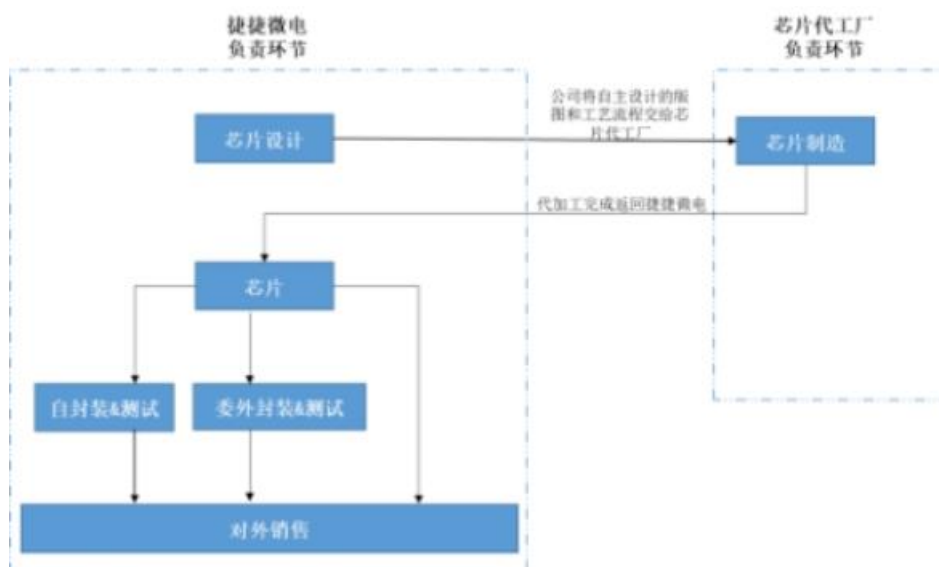 捷捷微电
负责环节
芯片代工厂
负责环节
公司将自主设计的版
图和工艺流程交给芯
片代工厂
芯片设计
芯片制造
代加工完成返回捷捷微电
芯片
自封装&测试
委外封装&测试
对外销售